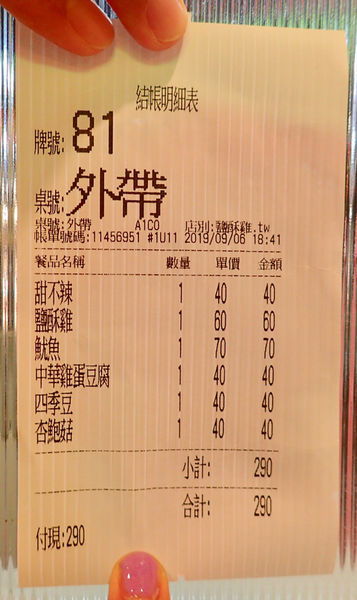 結帳明細表
牌號: 81
桌號: 外帶
桌號:外帶 A1C0 店別:鹽酥雞.tw
帳單號碼:11456951 #1U11 2019/09/06 18:41
餐品名稱 數量 單價 金額
甜不辣 1 40 40
鹽酥雞 1 60 60
魷魚 1 70 70
中華雞蛋豆腐 1 40 40
四季豆 1 40 40
杏鮑菇 1 40 40
小計: 290
合計: 290
付現:290